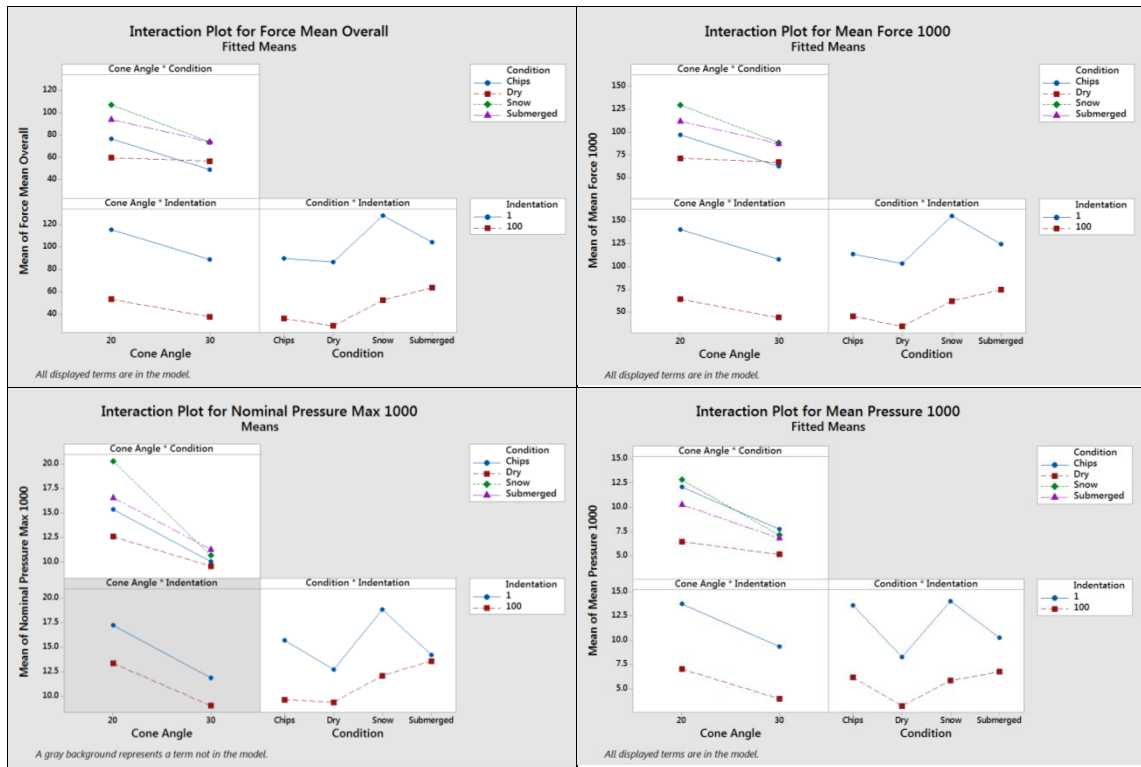 Interaction Plot for Force Mean Overall
Fitted Means
Cone Angle * Condition
Condition
Chips
Dry
Snow
Submerged
120
100
80
60
40
Cone Angle * Indentation
Condition * Indentation
Indentation
1
100
120
100
80
60
40
Mean of Force Mean Overall
20
30
Chips
Dry
Snow
Submerged
Cone Angle
Condition
All displayed terms are in the model.
Interaction Plot for Mean Force 1000
Fitted Means
Cone Angle * Condition
Condition
Chips
Dry
Snow
Submerged
150
125
100
75
50
Cone Angle * Indentation
Condition * Indentation
Indentation
1
100
150
125
100
75
50
Mean of Mean Force 1000
20
30
Chips
Dry
Snow
Submerged
Cone Angle
Condition
All displayed terms are in the model.
Interaction Plot for Nominal Pressure Max 1000
Means
Cone Angle * Condition
Condition
Chips
Dry
Snow
Submerged
20.0
17.5
15.0
12.5
10.0
Cone Angle * Indentation
Condition * Indentation
Indentation
1
100
20.0
17.5
15.0
12.5
10.0
Mean of Nominal Pressure Max 1000
20
30
Chips
Dry
Snow
Submerged
Cone Angle
Condition
A gray background represents a term not in the model.
Interaction Plot for Mean Pressure 1000
Fitted Means
Cone Angle * Condition
Condition
Chips
Dry
Snow
Submerged
15.0
12.5
10.0
7.5
5.0
Cone Angle * Indentation
Condition * Indentation
Indentation
1
100
15.0
12.5
10.0
7.5
5.0
Mean of Mean Pressure 1000
20
30
Chips
Dry
Snow
Submerged
Cone Angle
Condition
All displayed terms are in the model.